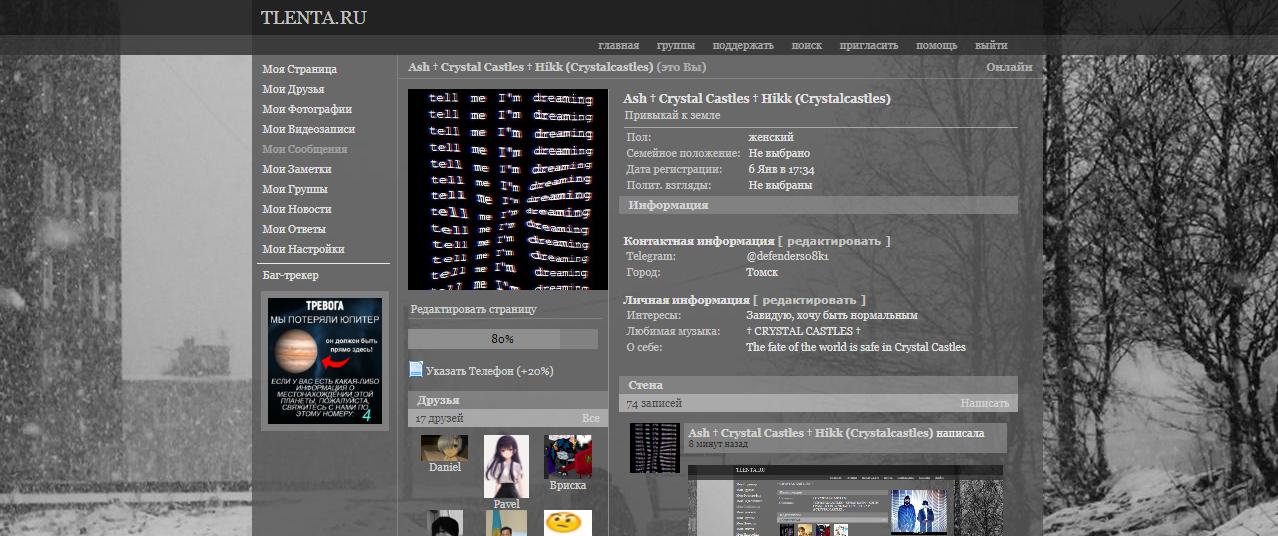 TLENTA.RU
главная группы поддержать поиск пригласить помощь выйти
Моя Страница
Мои Друзья
Мои Фотографии
Мои Видеозаписи
Мои Сообщения
Мои Заметки
Мои Группы
Мои Новости
Мои Ответы
Мои Настройки
Баг-трекер
ТРЕВОГА
МЫ ПОТЕРЯЛИ ЮПИТЕР
он должен быть
прямо здесь!
ЕСЛИ У ВАС ЕСТЬ КАКАЯ-ЛИБО
ИНФОРМАЦИЯ О
МЕСТОНАХОЖДЕНИИ ЭТОЙ
ПЛАНЕТЫ, ПОЖАЛУЙСТА,
СВЯЖИТЕСЬ С НАМИ ПО
ЭТОМУ НОМЕРУ: 4
Ash † Crystal Castles † Hikk (Crystalcastles) (это Вы) Онлайн
tell me I"m dreaming
tell me I"m dreaming
tell me I"m dreaming
tell me I"m dreaming
tell me I"m dreaming
tell me I"m dreaming
tell me I"m dreaming
tell me I"m dreaming
tell me I"m dreaming
tell me I"m dreaming
tell me I"m dreaming
tell me I"m dreaming
Редактировать страницу
80%
Указать Телефон (+20%)
Друзья
17 друзей Все
Daniel
Pavel
Вриска
Ash † Crystal Castles † Hikk (Crystalcastles)
Привыкай к земле
Пол: женский
Семейное положение: Не выбрано
Дата регистрации: 6 Янв в 17:34
Полит. взгляды: Не выбраны
Информация
Контактная информация [ редактировать ]
Telegram: @defenders08k1
Город: Томск
Личная информация [ редактировать ]
Интересы: Завидую, хочу быть нормальным
Любимая музыка: † CRYSTAL CASTLES †
О себе: The fate of the world is safe in Crystal Castles
Стена
74 записей Написать
Ash † Crystal Castles † Hikk (Crystalcastles) написала
8 минут назад
TLENTA.RU